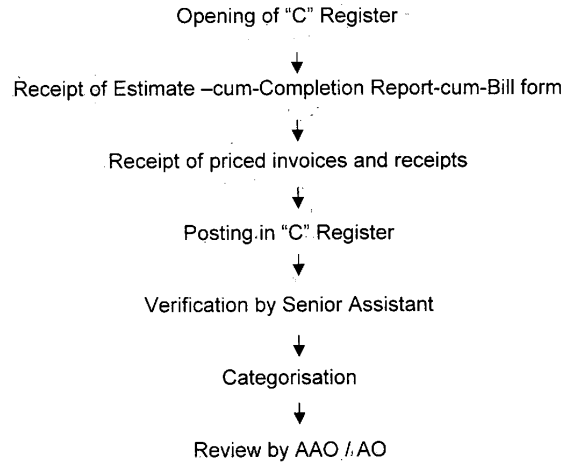 Opening of “C” Register
Receipt of Estimate –cum-Completion Report-cum-Bill form
Receipt of priced invoices and receipts
Posting in “C” Register
Verification by Senior Assistant
Categorisation
Review by AAO / AO